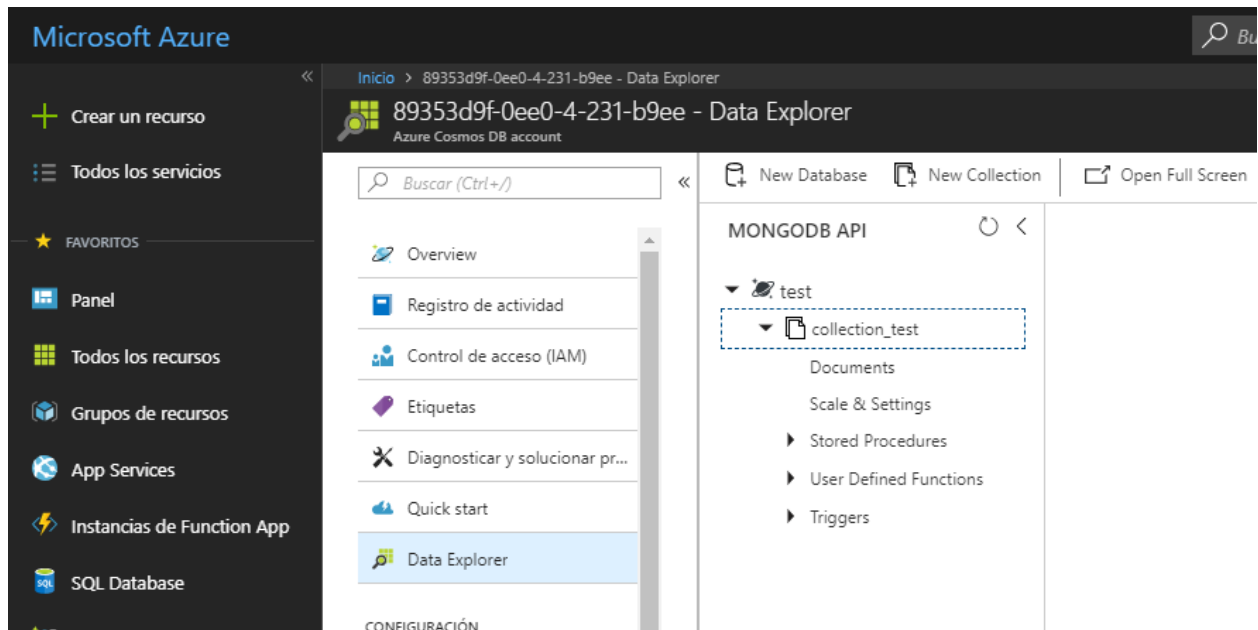 Microsoft Azure
Bu
Inicio > 89353d9f-0ee0-4-231-b9ee - Data Explorer
89353d9f-0ee0-4-231-b9ee - Data Explorer
Azure Cosmos DB account
Crear un recurso
Todos los servicios
FAVORITOS
Panel
Todos los recursos
Grupos de recursos
App Services
Instancias de Function App
SQL Database
Buscar (Ctrl+/)
Overview
Registro de actividad
Control de acceso (IAM)
Etiquetas
Diagnosticar y solucionar pr...
Quick start
Data Explorer
CONFIGURACIÓN
New Database
New Collection
Open Full Screen
MONGODB API
test
collection_test
Documents
Scale & Settings
Stored Procedures
User Defined Functions
Triggers